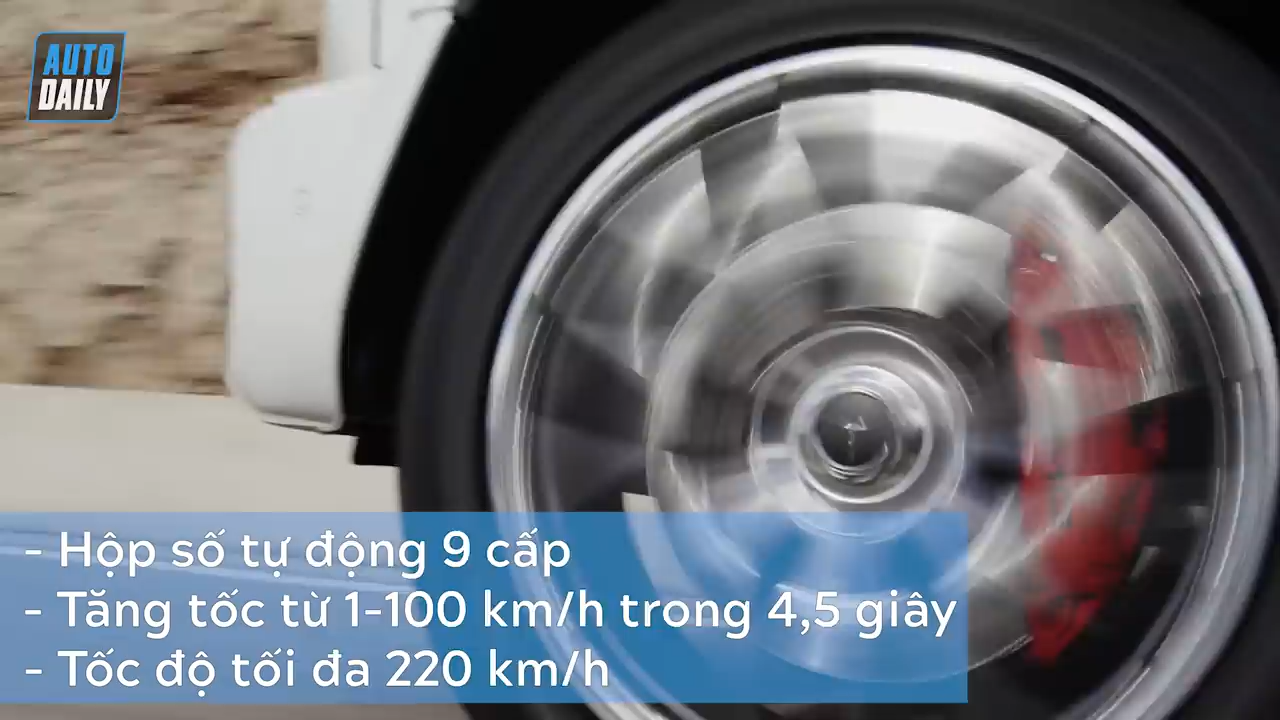 AUTO
DAILY
- Hộp số tự động 9 cấp
- Tăng tốc từ 1-100 km/h trong 4,5 giây
- Tốc độ tối đa 220 km/h